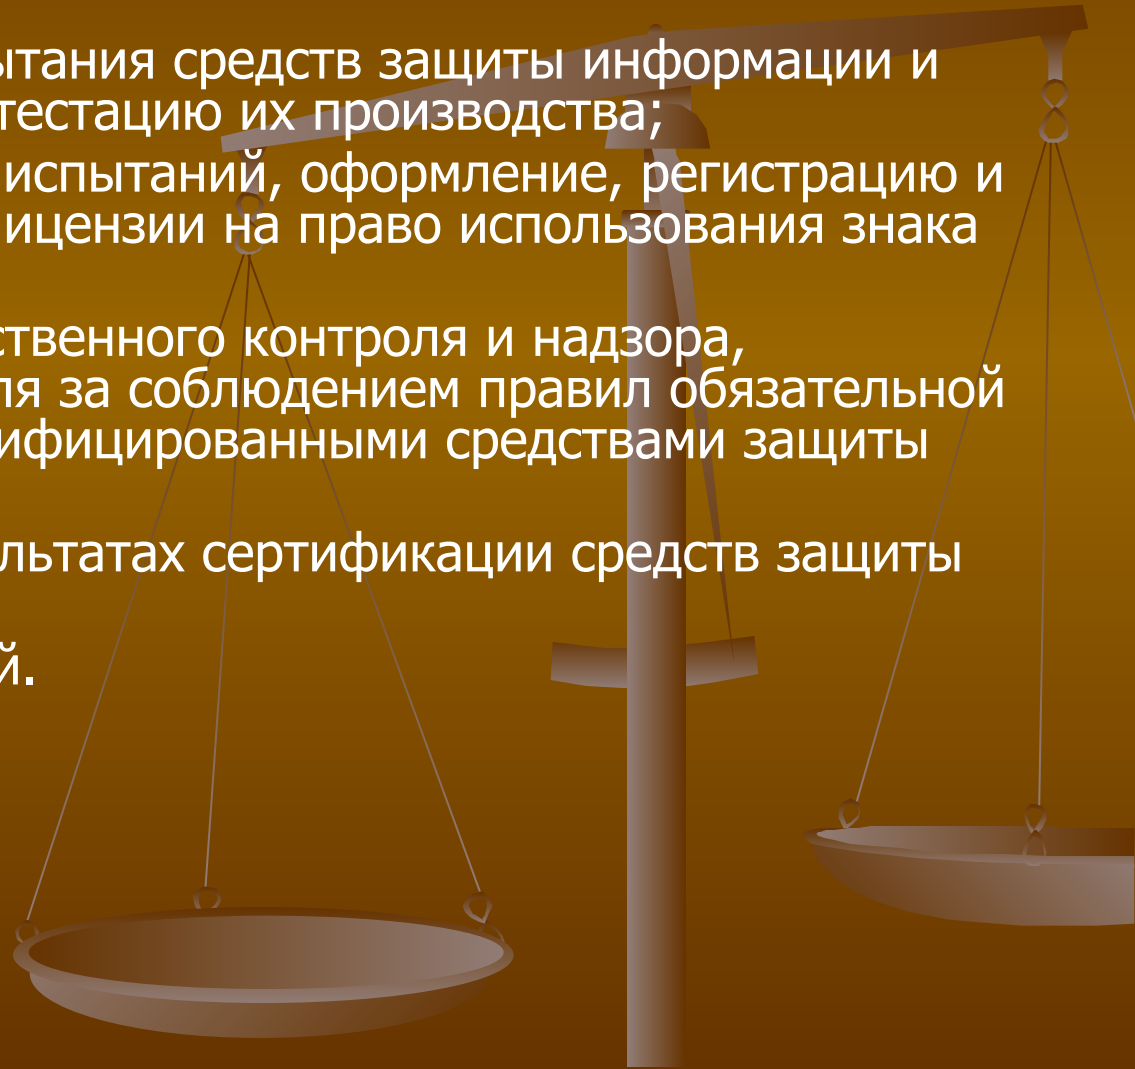 ытания средств защиты информации и
тестацию их производства;
испытаний, оформление, регистрацию и
ицензии на право использования знака
ственного контроля и надзора,
ля за соблюдением правил обязательной
ифицированными средствами защиты
льтатах сертификации средств защиты
й.